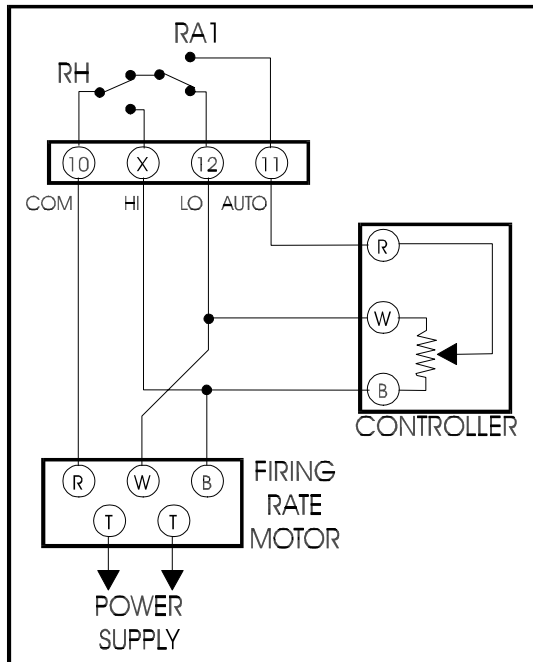 RA1
RH
10 X 12 11
COM HI LO AUTO
R
W
B
CONTROLLER
R W B
T T
FIRING
RATE
MOTOR
POWER
SUPPLY